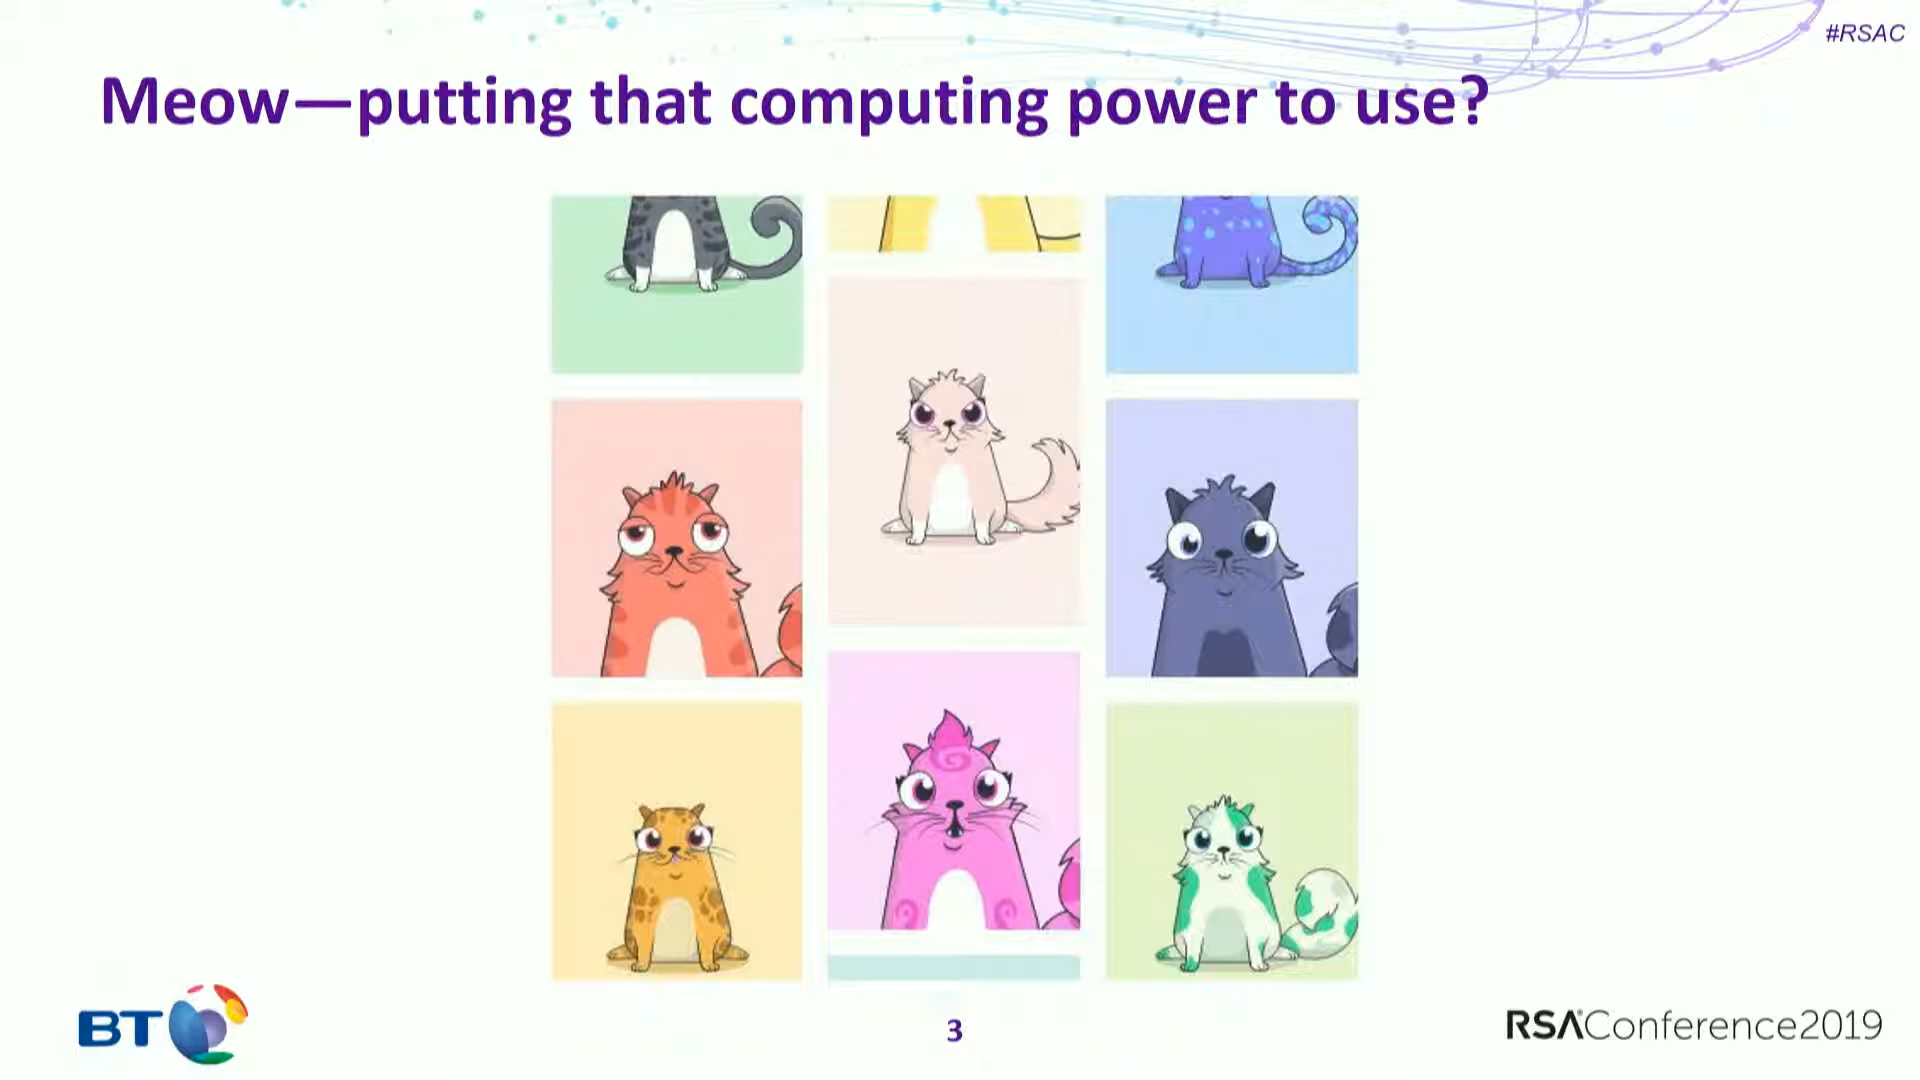 #RSAC
Meow—putting that computing power to use?
BT
3
RSAConference2019